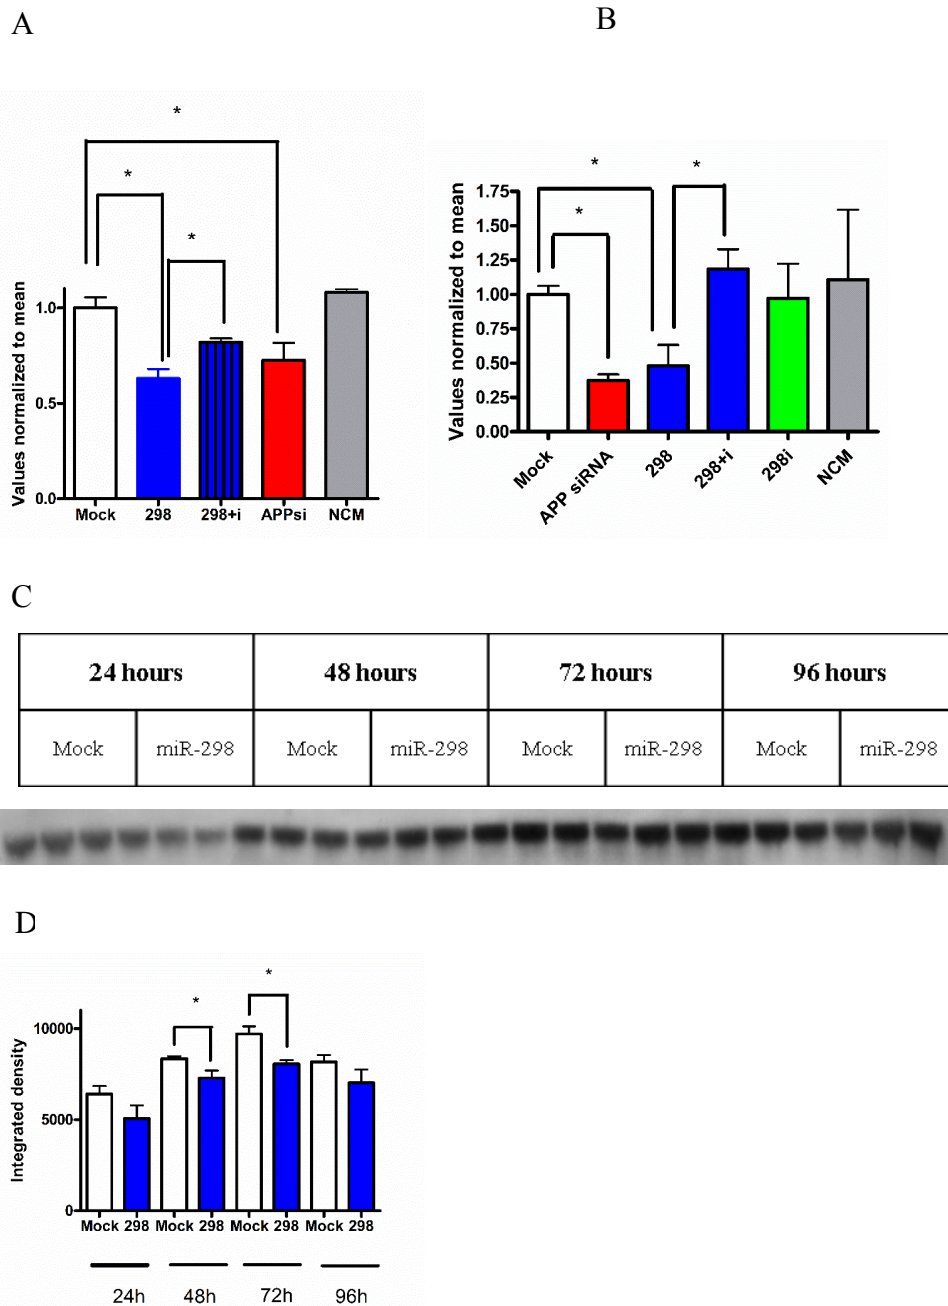 A
B
*
*
*
Values normalized to mean
1.0
0.5
0.0
Mock 298 298+i APPsi NCM
*
*
*
Values normalized to mean
1.75
1.50
1.25
1.00
0.75
0.50
0.25
0.00
Mock APP siRNA 298 298+i 298i NCM
C
24 hours 48 hours 72 hours 96 hours
Mock miR-298 Mock miR-298 Mock miR-298 Mock miR-298
D
*
*
Integrated density
10000
5000
0
Mock 298 Mock 298 Mock 298 Mock 298
24h 48h 72h 96h